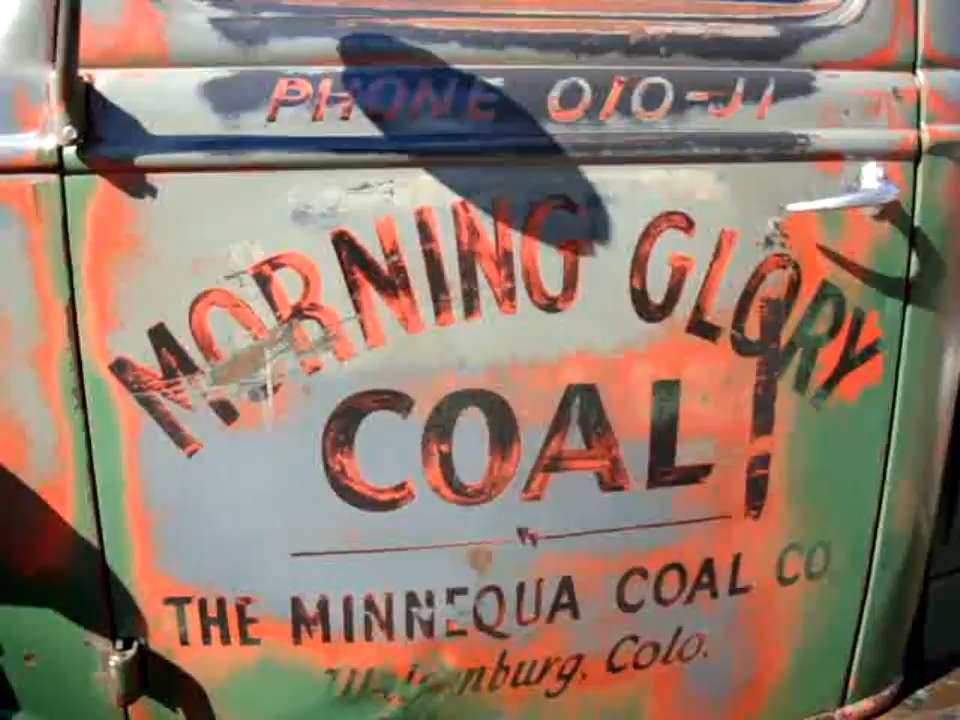 PHONE 010-J1
MORNING GLORY
COAL
THE MINNEQUA COAL CO
Colo.